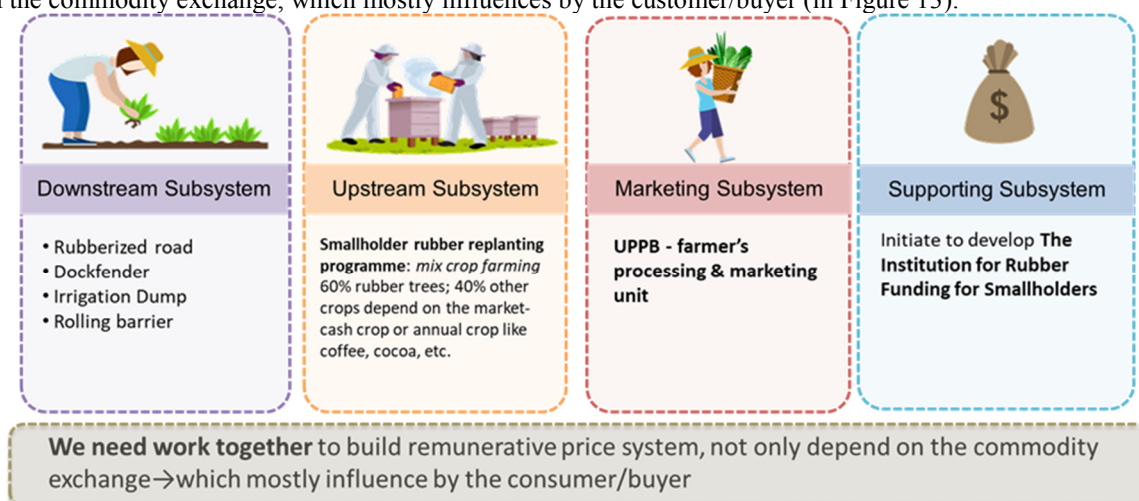 the commodity exchange, which mostly influences by the customer/buyer (in Figure 13).
Downstream Subsystem
• Rubberized road
• Dockfender
• Irrigation Dump
• Rolling barrier
Upstream Subsystem
Smallholder rubber replanting
programme: mix crop farming
60% rubber trees; 40% other
crops depend on the market-
cash crop or annual crop like
coffee, cocoa, etc.
Marketing Subsystem
UPPB - farmer's
processing & marketing
unit
$
Supporting Subsystem
Initiate to develop The
Institution for Rubber
Funding for Smallholders
We need work together to build remunerative price system, not only depend on the commodity
exchange→which mostly influence by the consumer/buyer